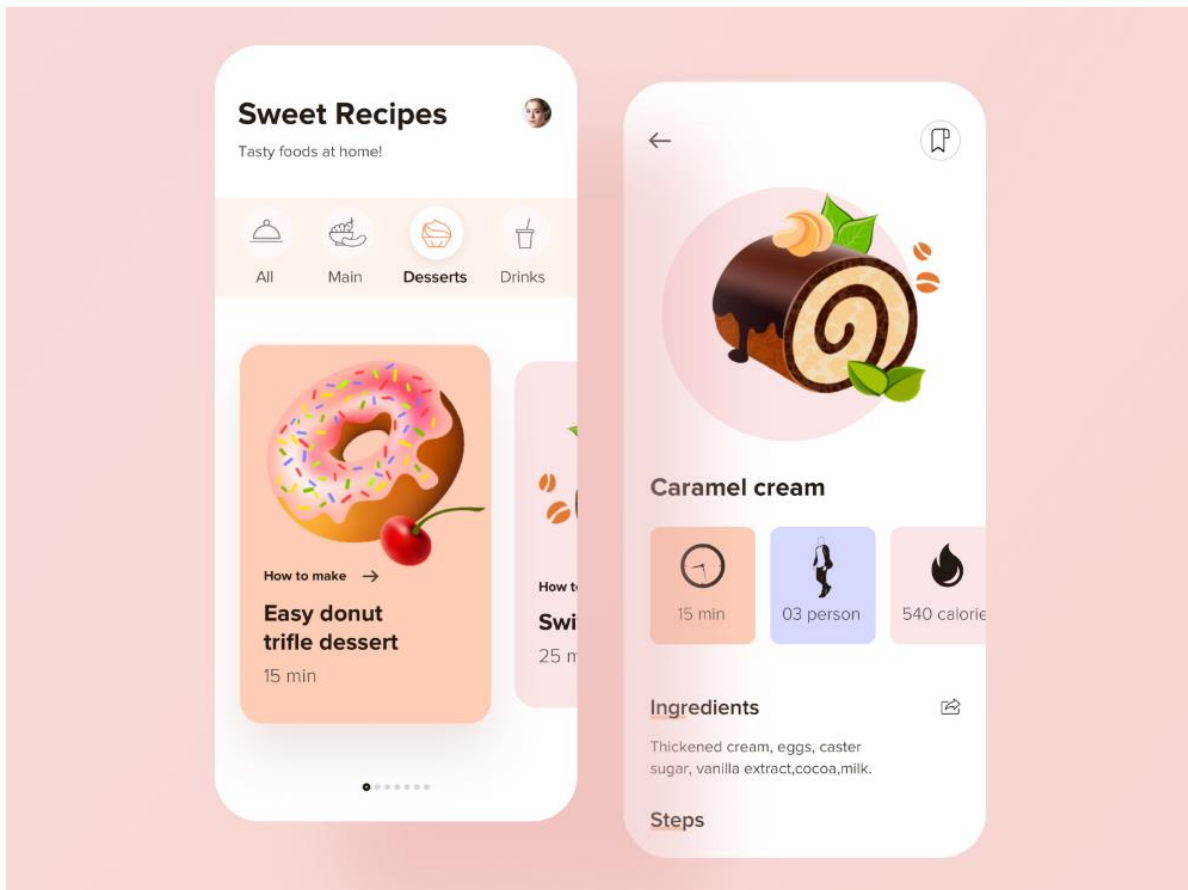 Sweet Recipes
Tasty foods at home!
All
Main
Desserts
Drinks
How to make
Easy donut
trifle dessert
15 min
Caramel cream
15 min
03 person
540
Ingredients
Thickened cream, eggs, caster
sugar, vanilla extract,cocoa,milk.
Steps